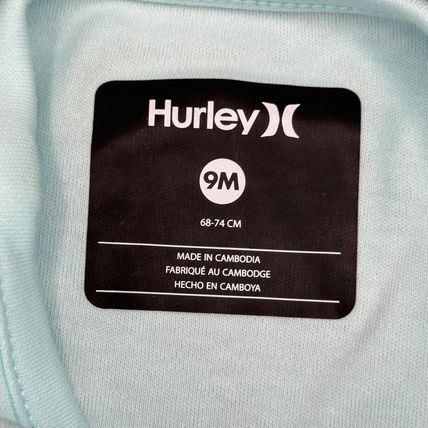 Hurley
9M
68-74 CM
MADE IN CAMBODIA
FABRIQUÉ AU CAMBODGE
HECHO EN CAMBOYA